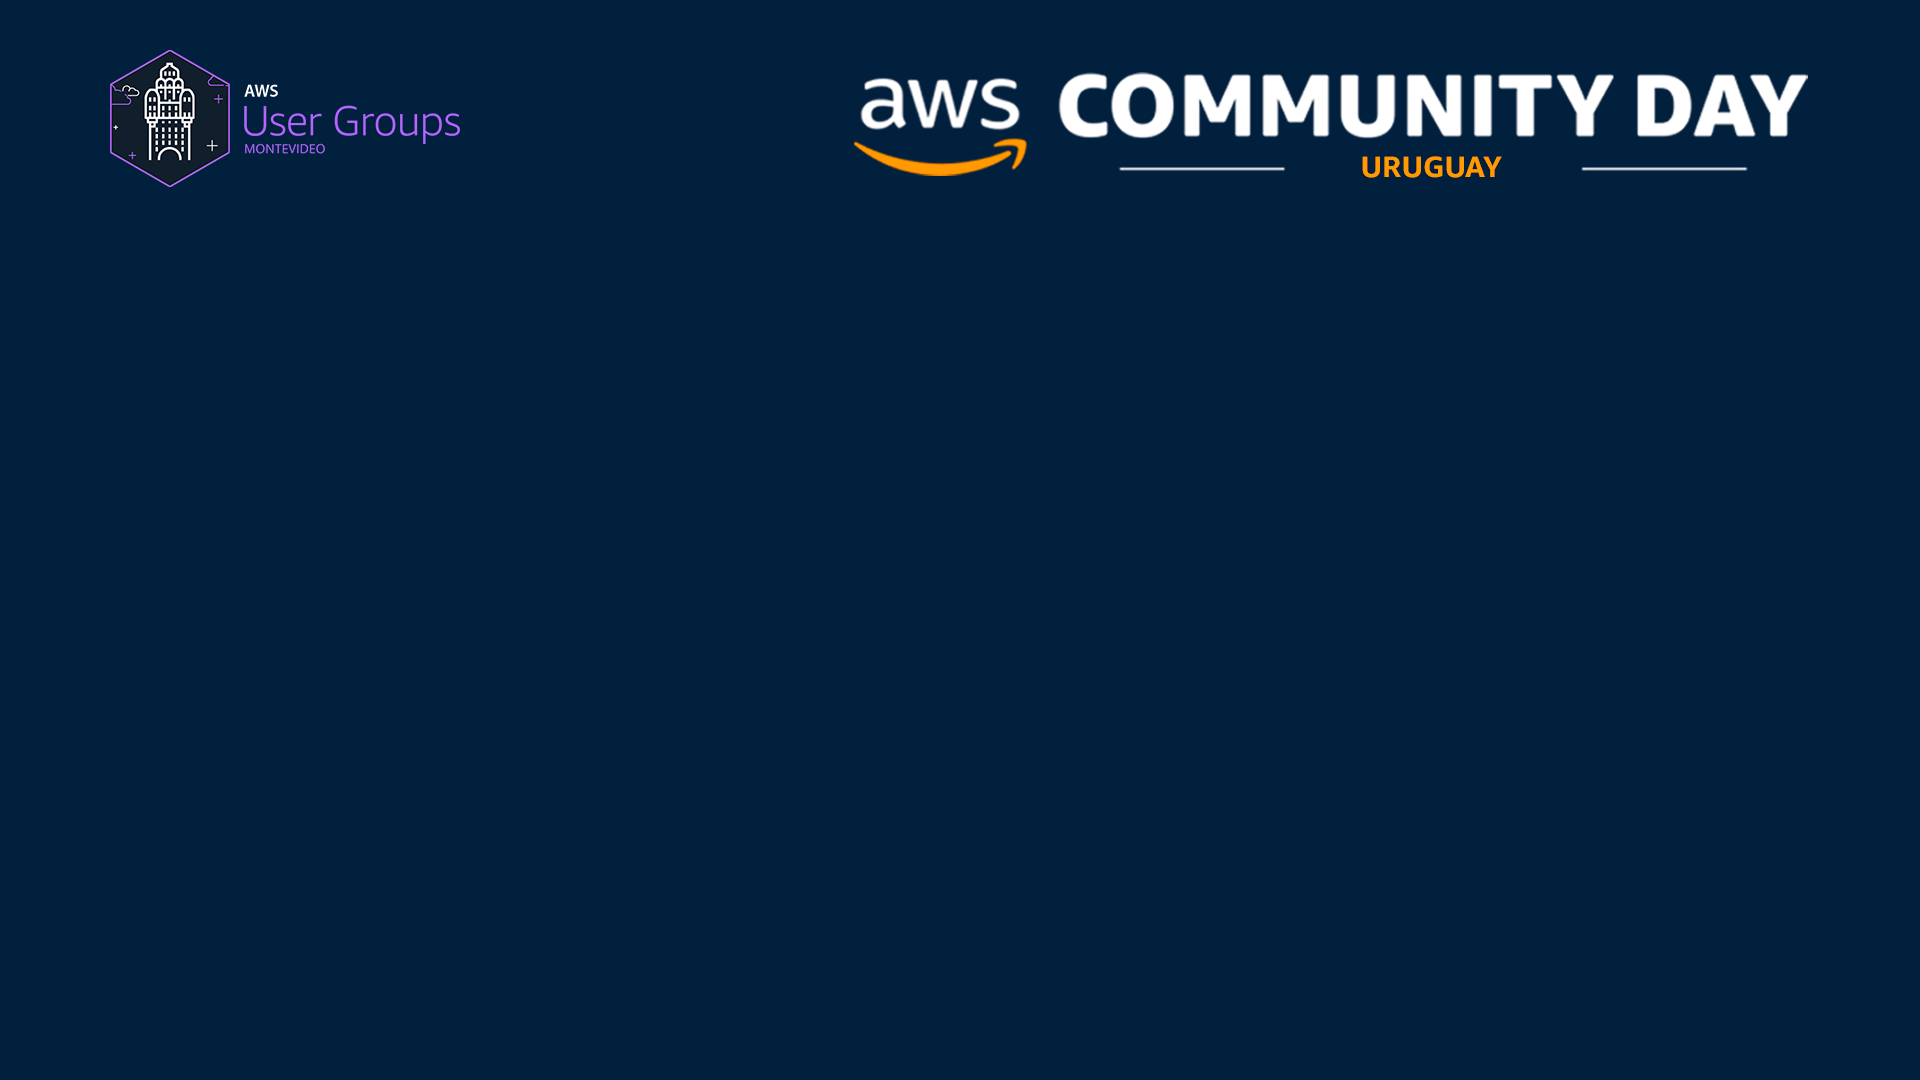 AWS
User Groups
MONTEVIDEO
aws COMMUNITY DAY
URUGUAY